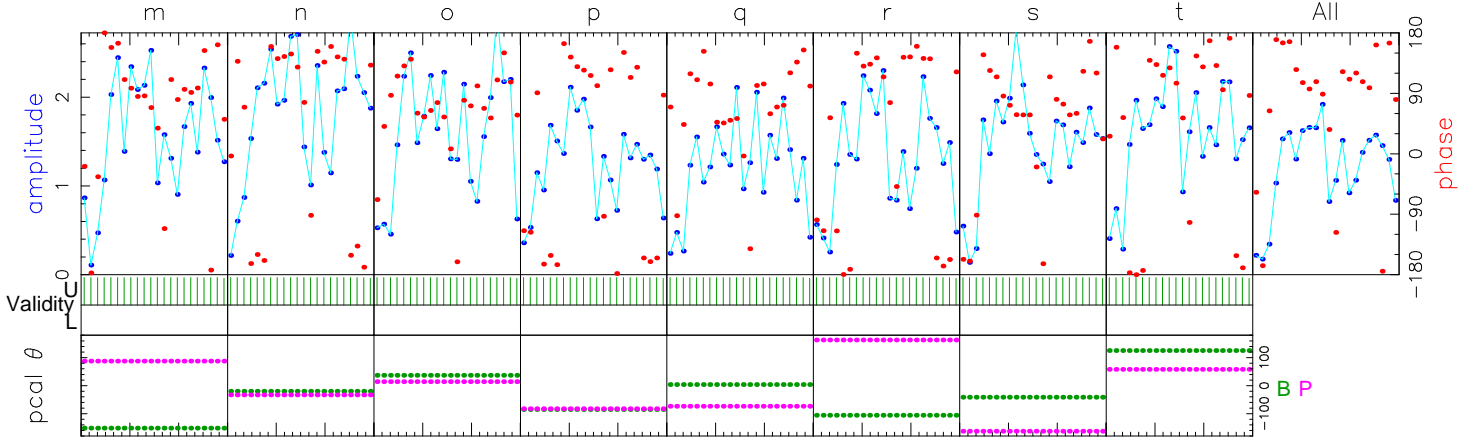 m n o p q r s t All
amplitude
2
1
0
180
90
0
−90
−180
phase
Validity
U
L
pcal θ
100
0
−100
B P